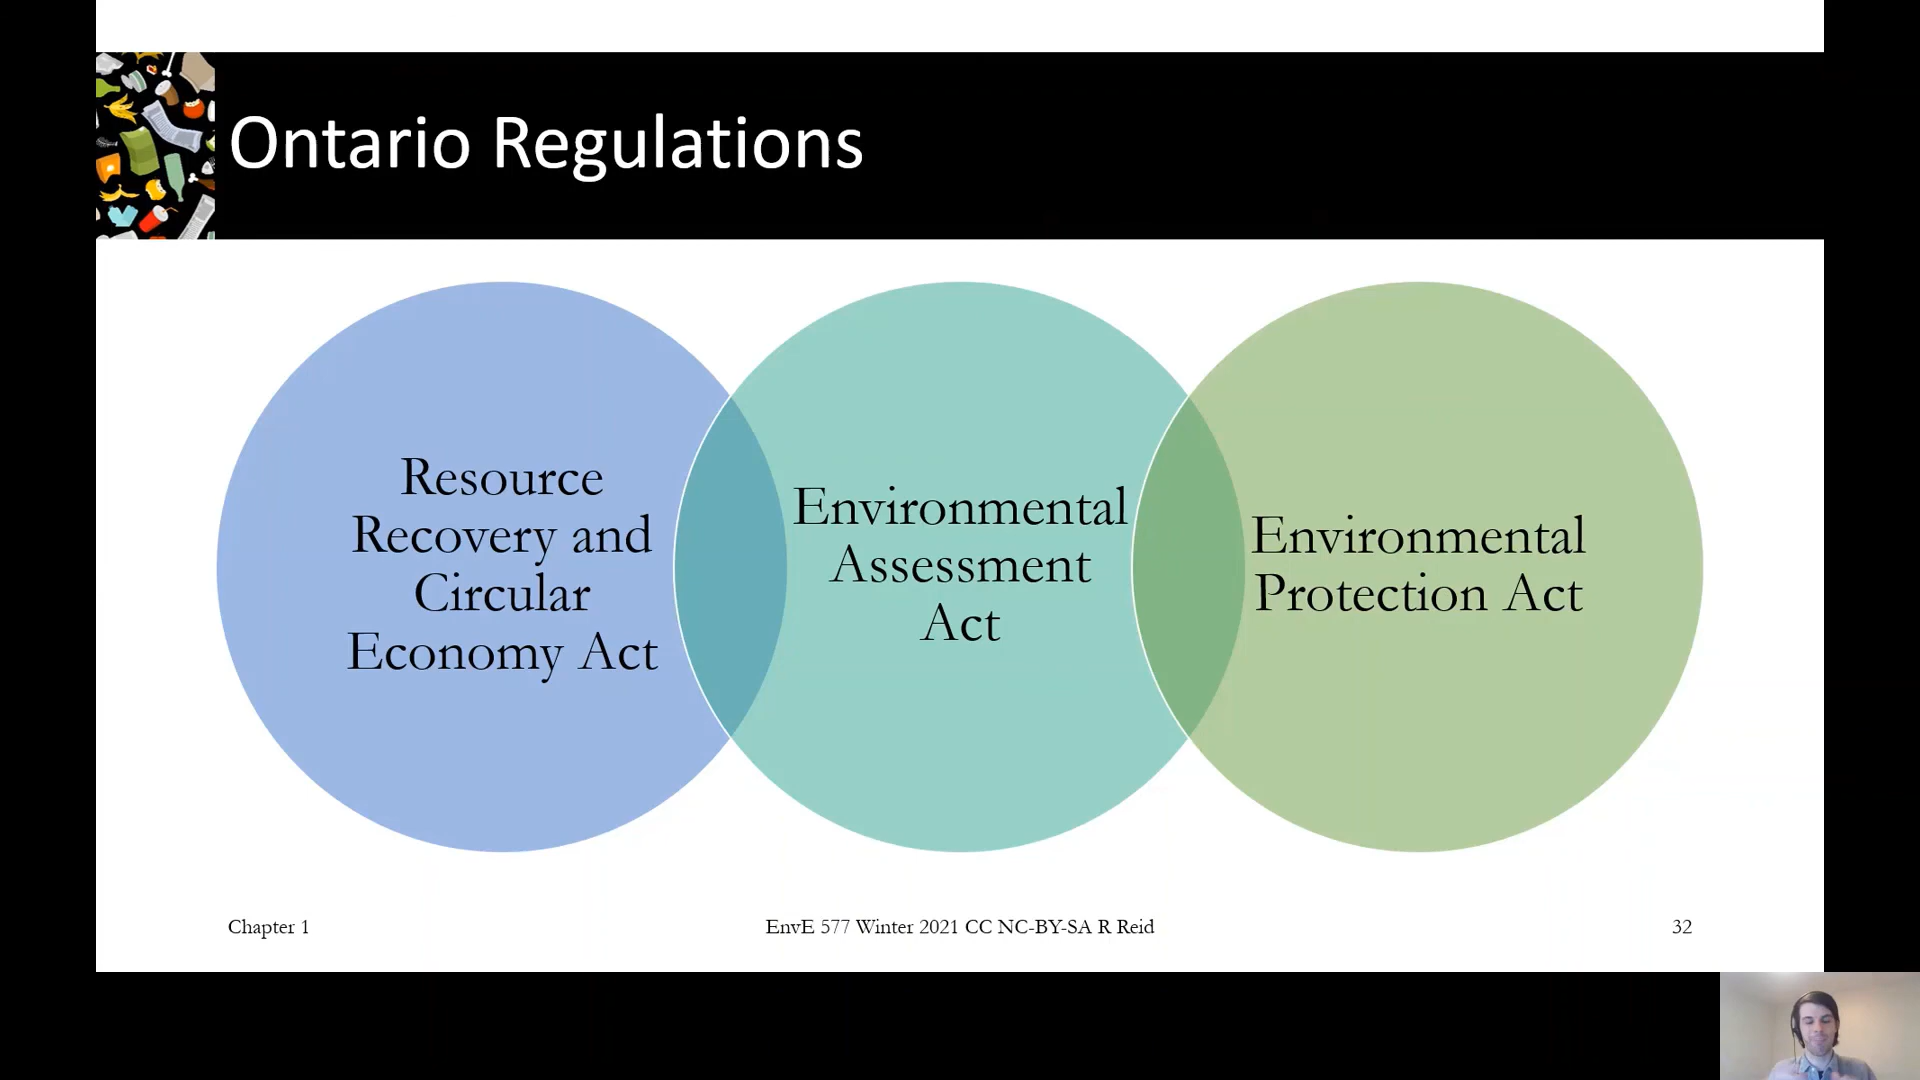 Ontario Regulations
Resource
Recovery and
Circular
Economy Act
Environmental
Assessment
Act
Environmental
Protection Act
Chapter 1
EnvE 577 Winter 2021 CC NC-BY-SA R Reid
32